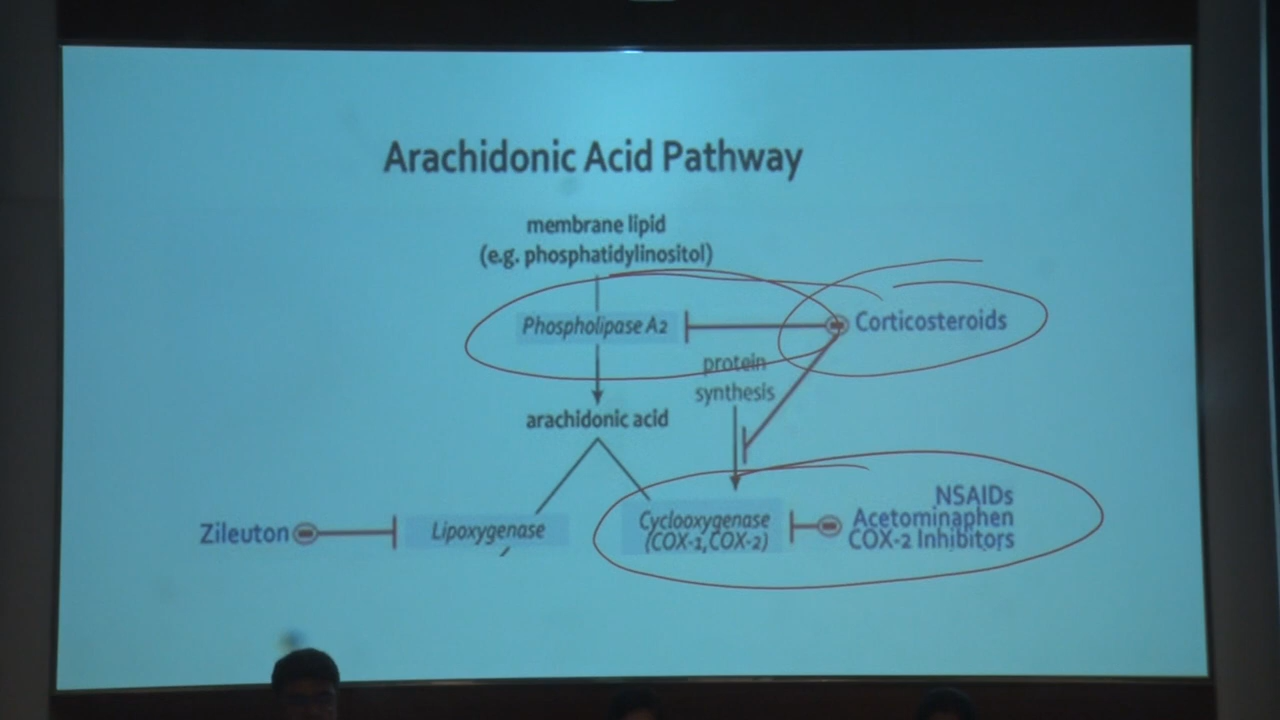 Arachidonic Acid Pathway
membrane lipid
(e.g. phosphatidylinositol)
Phospholipase A2
Corticosteroids
protein
synthesis
arachidonic acid
Zileuton
Lipoxygenase
Cyclooxygenase
(COX-1,COX-2)
NSAIDs
Acetominaphen
COX-2 Inhibitors